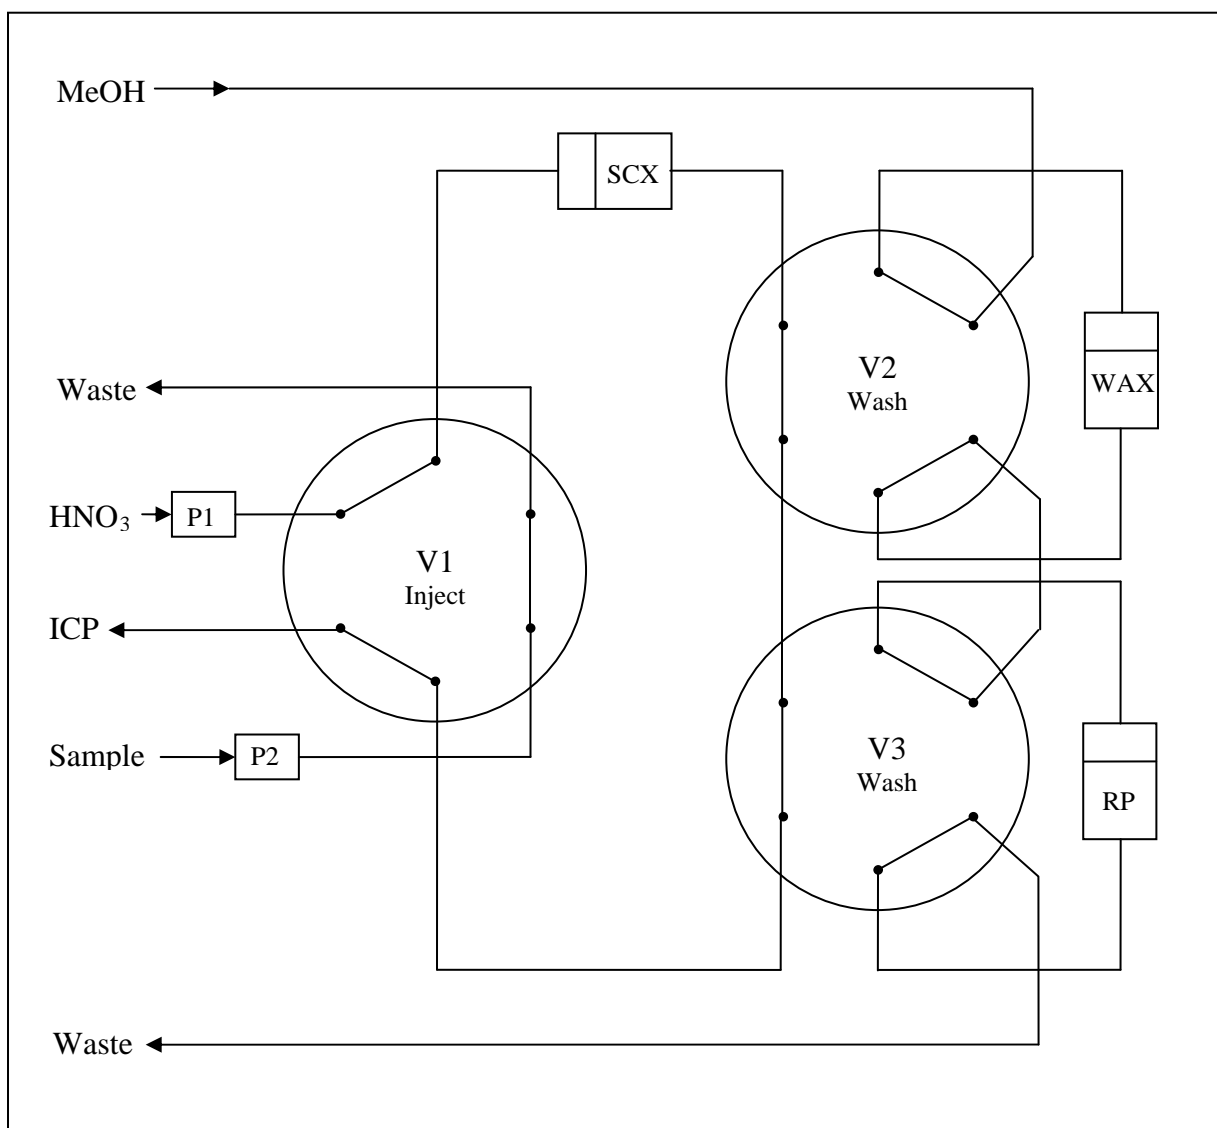 MeOH
SCX
V2
Wash
WAX
Waste
HNO₃
P1
V1
Inject
ICP
Sample
P2
V3
Wash
RP
Waste